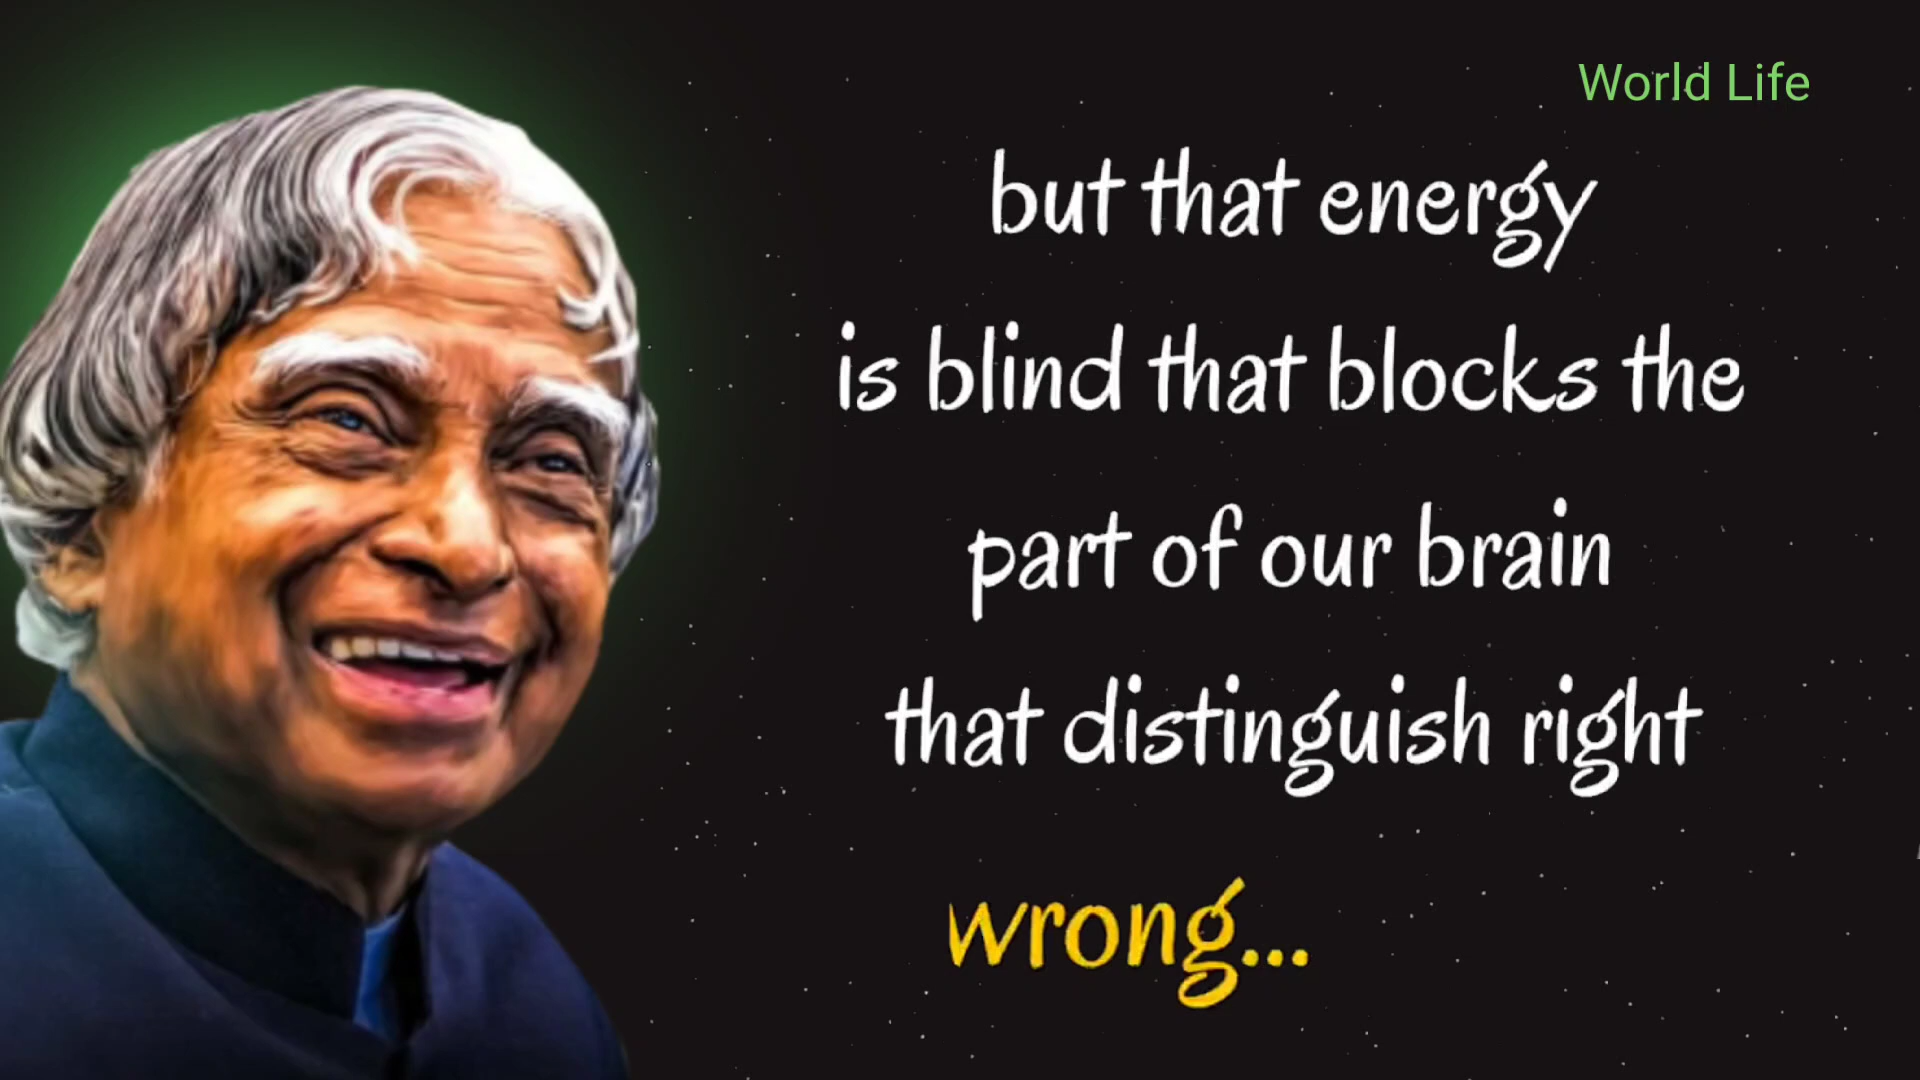 World Life
but that energy
is blind that blocks the
part of our brain
that distinguish right
wrong...